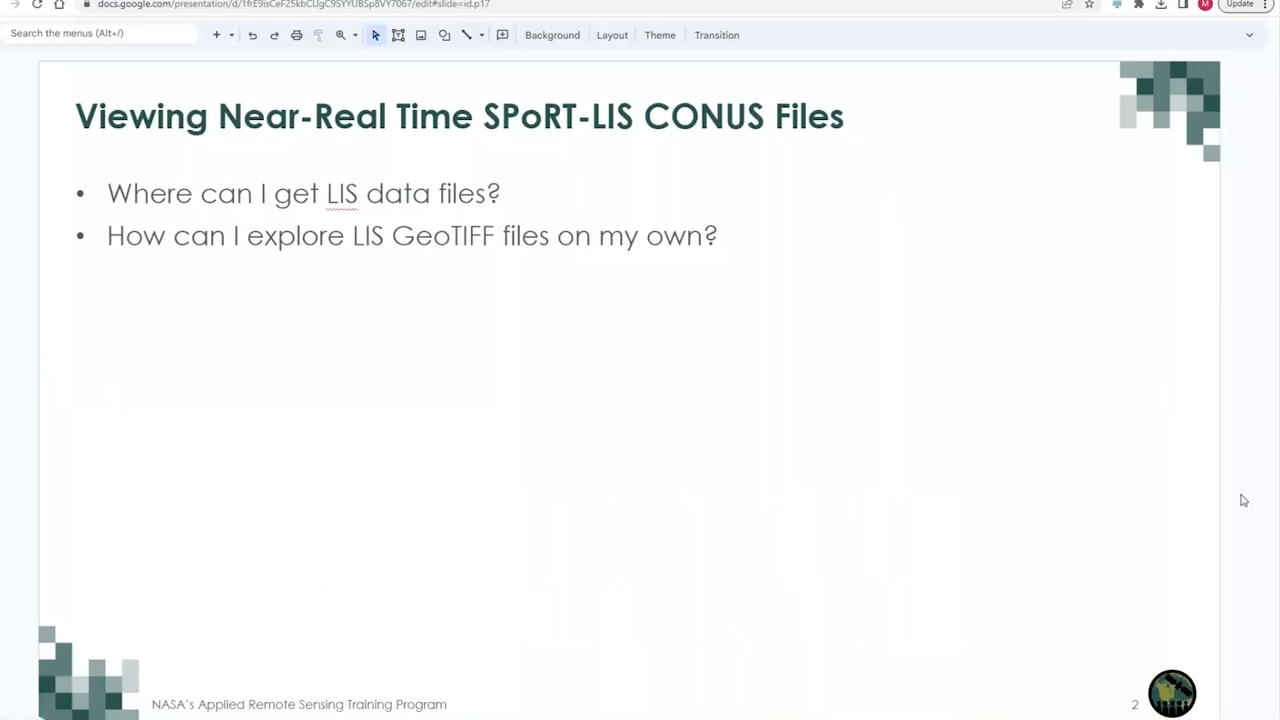 docs.google.com/presentation/d/1frE9isCeF25kbCUgC9SYYUBSp8VY7067/edit#slide=id.p17
M
Update
Search the menus (Alt+/)
Background
Layout
Theme
Transition
Viewing Near-Real Time SPoRT-LIS CONUS Files
• Where can I get LIS data files?
• How can I explore LIS GeoTIFF files on my own?
NASA's Applied Remote Sensing Training Program
2